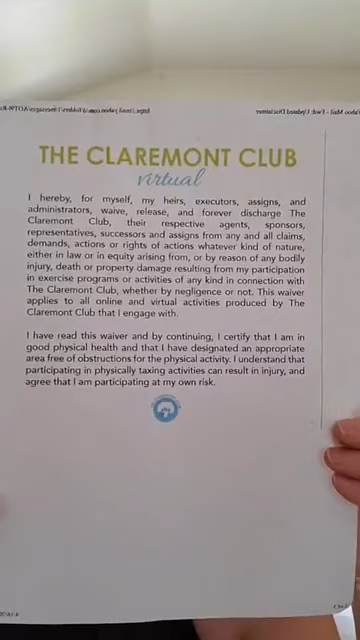 THE CLAREMONT CLUB
virtual
I hereby, for myself, my heirs, executors, assigns, and
administrators, waive, release, and forever discharge The
Claremont Club, their respective agents, sponsors,
representatives, successors and assigns from any and all claims,
demands, actions or rights of actions whatever kind of nature,
either in law or in equity arising from, or by reason of any bodily
injury, death or property damage resulting from my participation
in exercise programs or activities of any kind in connection with
The Claremont Club, whether by negligence or not. This waiver
applies to all online and virtual activities produced by The
Claremont Club that I engage with.
I have read this waiver and by continuing, I certify that I am in
good physical health and that I have designated an appropriate
area free of obstructions for the physical activity. I understand that
participating in physically taxing activities can result in injury, and
agree that I am participating at my own risk.